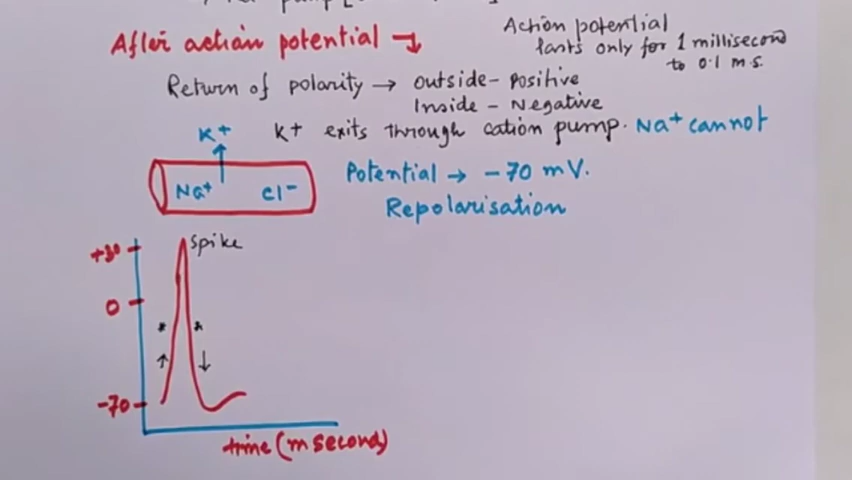 After action potential
Action potential
lasts only for 1 millisecond
to 0.1 m.s.
Return of polarity → outside - positive
Inside - Negative
K+ exits through cation pump. Na+ cannot
K+
Na+ Cl-
Potential → -70 mV.
Repolarisation
+30
Spike
0
-70
time (m second)